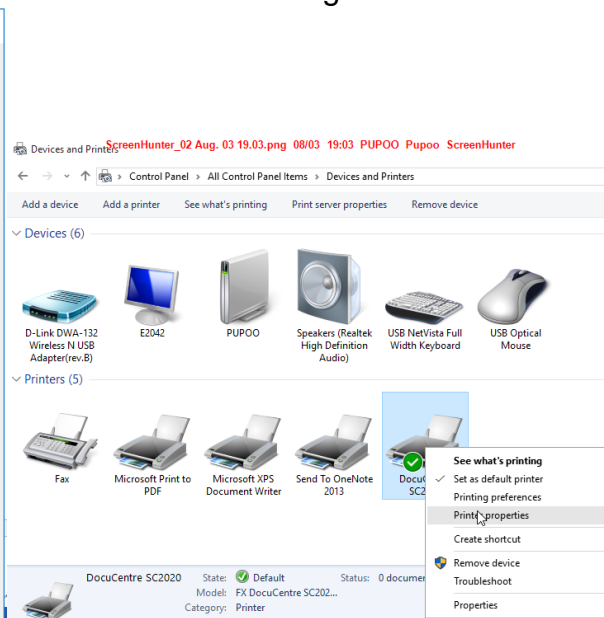 Devices and Printers
ScreenHunter_02 Aug. 03 19.03.png 08/03 19:03 PUPOO Pupoo ScreenHunter
Control Panel > All Control Panel Items > Devices and Printers
Add a device Add a printer See what's printing Print server properties Remove device
Devices (6)
D-Link DWA-132
Wireless N USB
Adapter(rev.B)
E2042
PUPOO
Speakers (Realtek
High Definition
Audio)
USB NetVista Full
Width Keyboard
USB Optical
Mouse
Printers (5)
Fax
Microsoft Print to
PDF
Microsoft XPS
Document Writer
Send To OneNote
2013
See what's printing
Set as default printer
Printing preferences
Printer properties
Create shortcut
Remove device
Troubleshoot
Properties
DocuCentre SC2020 State: Default Status: 0 docume
Model: FX DocuCentre SC202...
Category: Printer